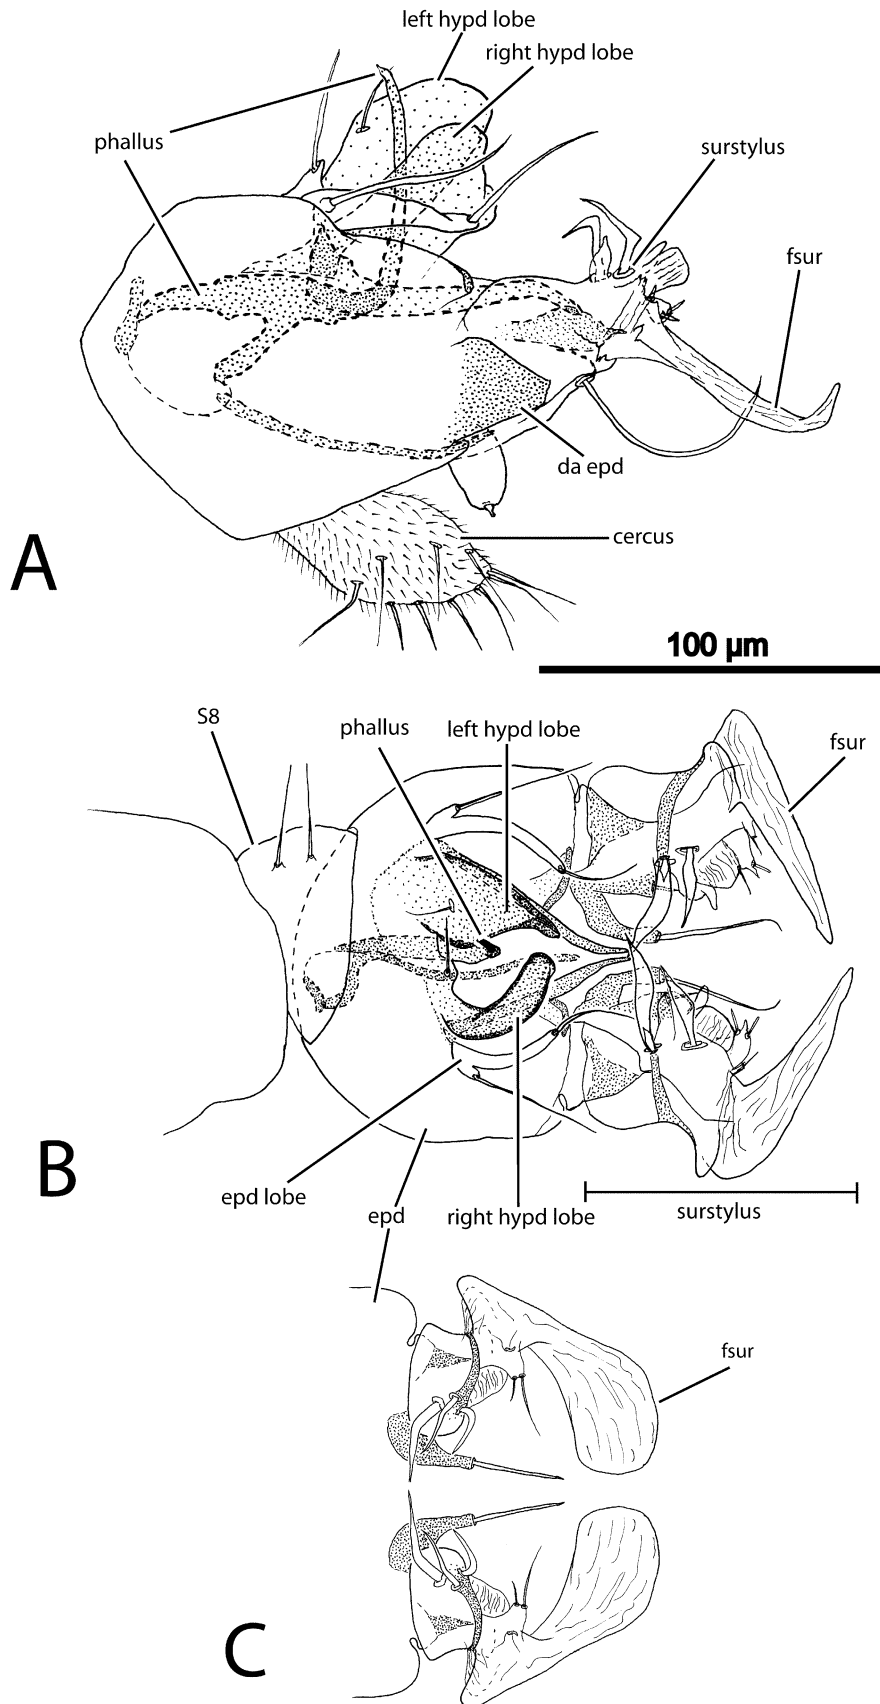 left hypd lobe
right hypd lobe
phallus
surstylus
fsur
da epd
cercus
A
100 µm
S8
phallus
left hypd lobe
fsur
B
epd lobe
epd
right hypd lobe
surstylus
fsur
C